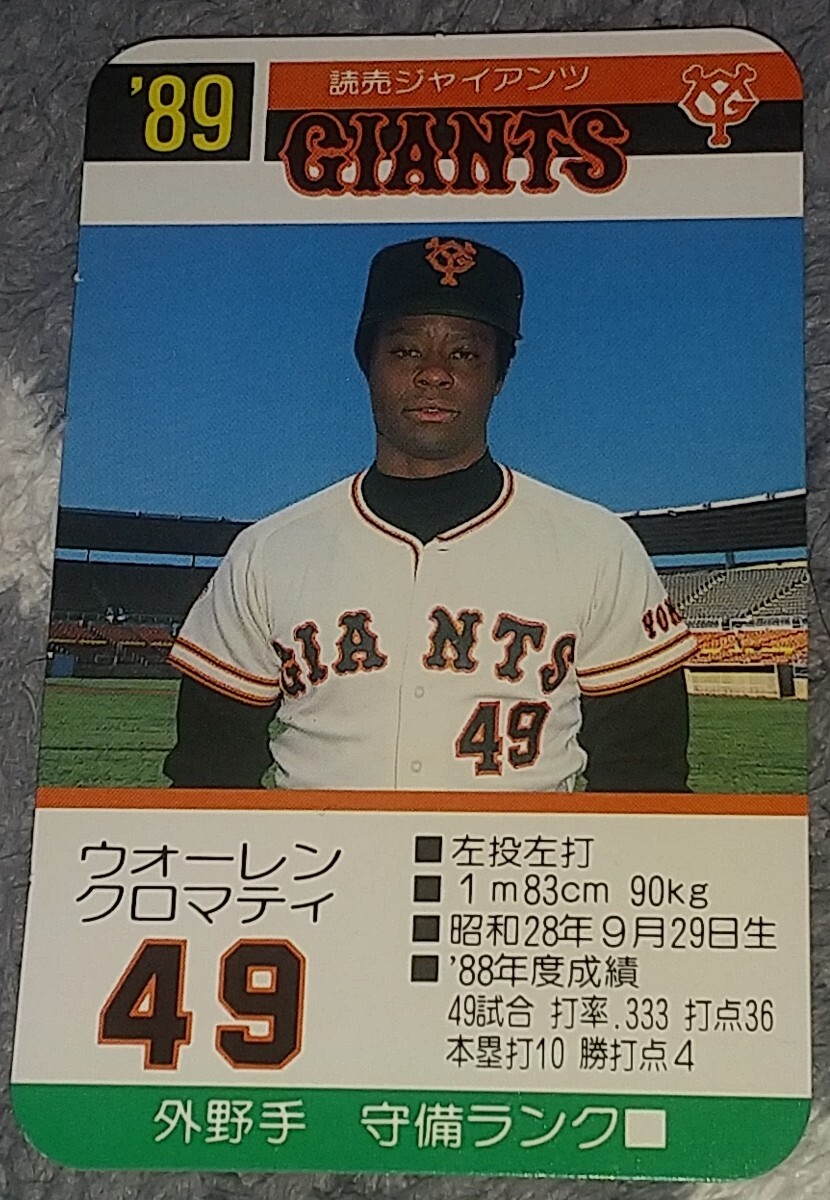 '89
読売ジャイアンツ
GIANTS
YG
YG
GIANTS
YOM
49
ウォーレン
クロマティ
49
■左投左打
■1m83cm 90kg
■昭和28年9月29日生
■'88年度成績
49試合 打率.333 打点36
本塁打10 勝打点4
外野手 守備ランク□